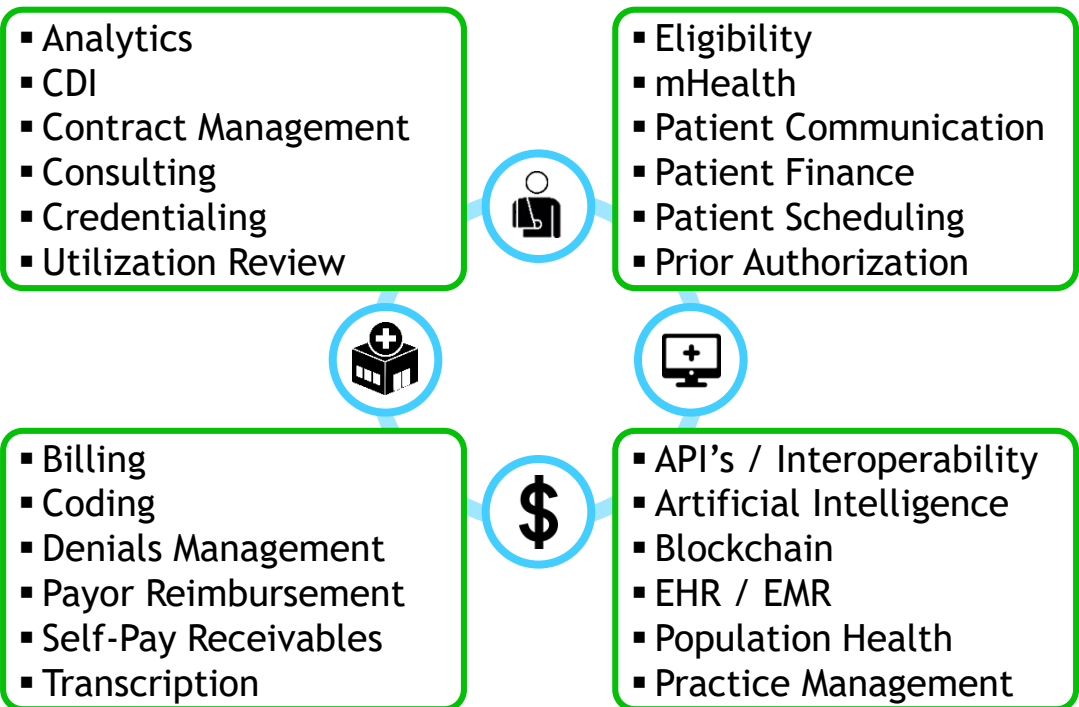 ▪ Analytics
▪ CDI
▪ Contract Management
▪ Consulting
▪ Credentialing
▪ Utilization Review
▪ Eligibility
▪ mHealth
▪ Patient Communication
▪ Patient Finance
▪ Patient Scheduling
▪ Prior Authorization
▪ Billing
▪ Coding
▪ Denials Management
▪ Payor Reimbursement
▪ Self-Pay Receivables
▪ Transcription
$
▪ API’s / Interoperability
▪ Artificial Intelligence
▪ Blockchain
▪ EHR / EMR
▪ Population Health
▪ Practice Management